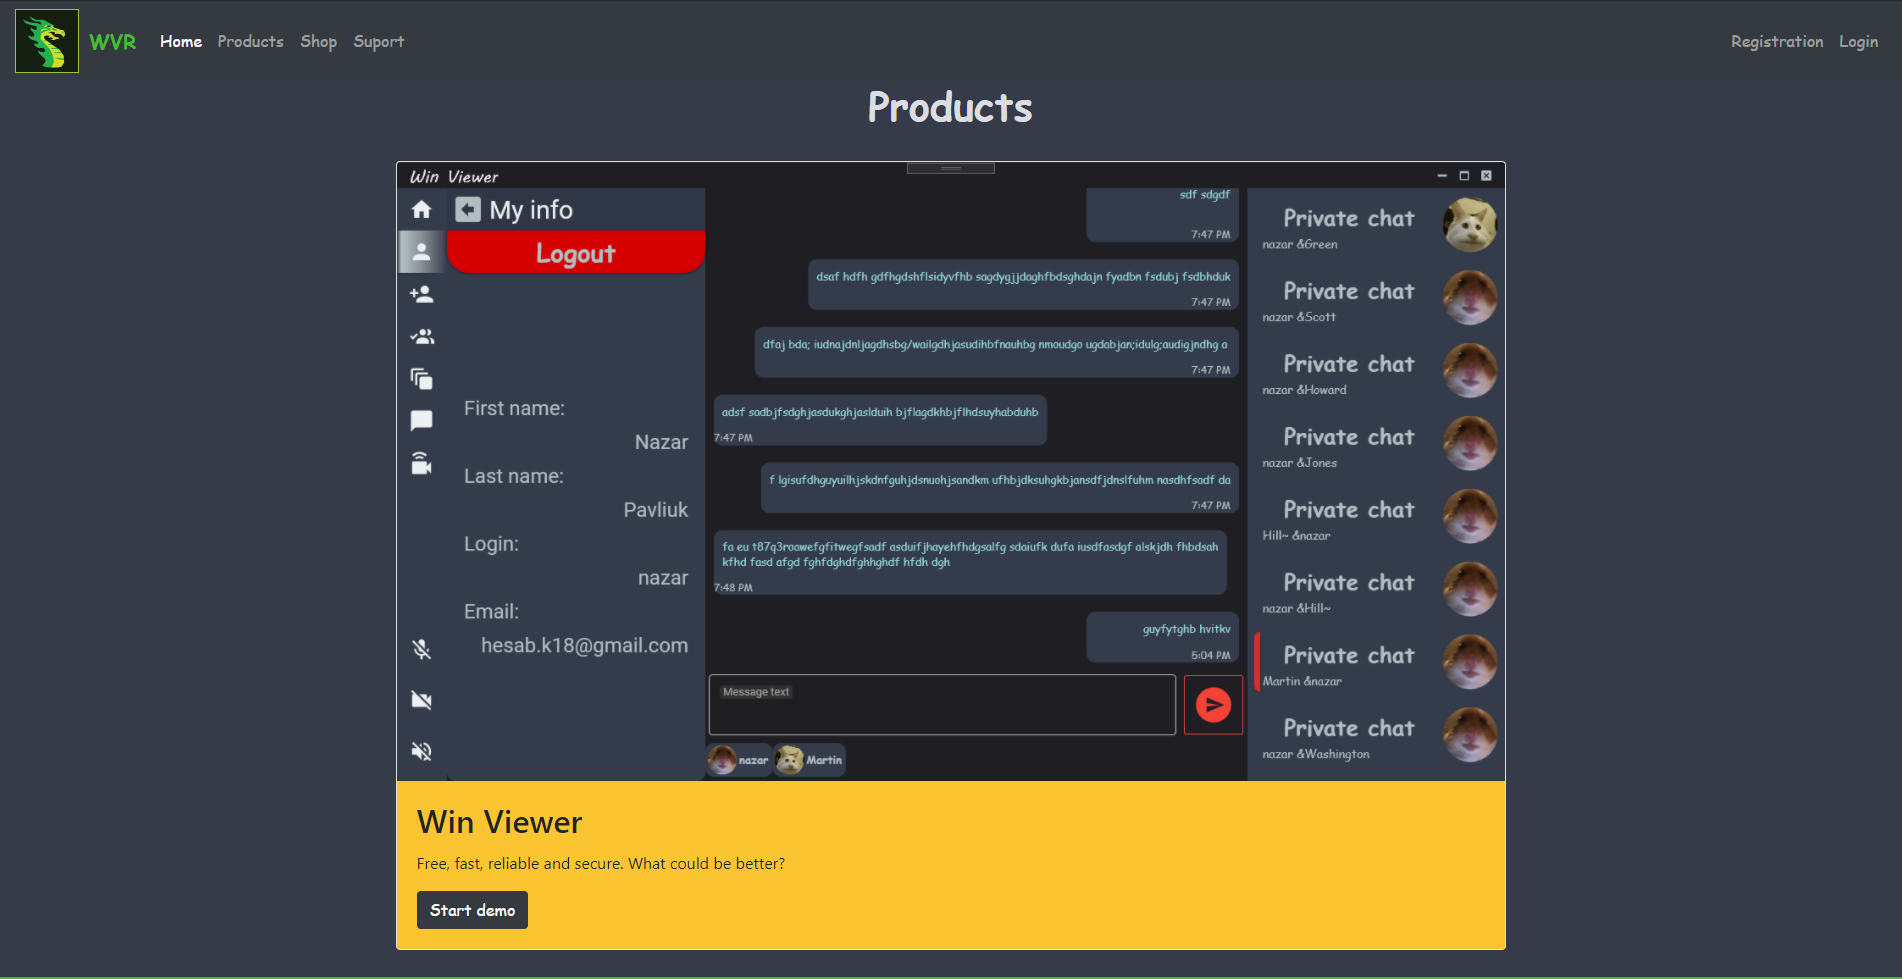 WVR Home Products Shop Suport Registration Login
Products
Win Viewer
My info
Logout
First name:
Nazar
Last name:
Pavliuk
Login:
nazar
Email:
hesab.k18@gmail.com
sdf sdgdf
7:47 PM
dsaf hdfh gdfhgdshflsidyvfhb sagdygjjdaghfbdsghdajn fyadbn fsdubj fsdbhduk
7:47 PM
dfaj bda; iudnajdnljagdhsbg/wailgdhjasudihbfnauhbg nmoudgo ugdabjan;idulg;audigjndhg a
7:47 PM
adsf sadbjfsdghjasdukghjaslduih bjflagdkhbjflhdsuyhabduhb
7:47 PM
f lgisufdhguyuilhjskdnfguhjdsnuohjsandkm ufhbjdksuhgkbjansdfjdnslfuhm nasdhfsadf da
7:47 PM
fa eu t87q3roawefgfitwegfsadf asduifjhayehfhdgsalfg sdaiufk dufa iusdfasdgf alskjdh fhbdsah
kfhd fasd afgd fghfdghdfghhghdf hfdh dgh
7:48 PM
guyfytghb hvitkv
5:04 PM
Message text
nazar Martin
Private chat
nazar &Green
Private chat
nazar &Scott
Private chat
nazar &Howard
Private chat
nazar &Jones
Private chat
Hill~ &nazar
Private chat
nazar &Hill~
Private chat
Martin &nazar
Private chat
nazar &Washington
Win Viewer
Free, fast, reliable and secure. What could be better?
Start demo